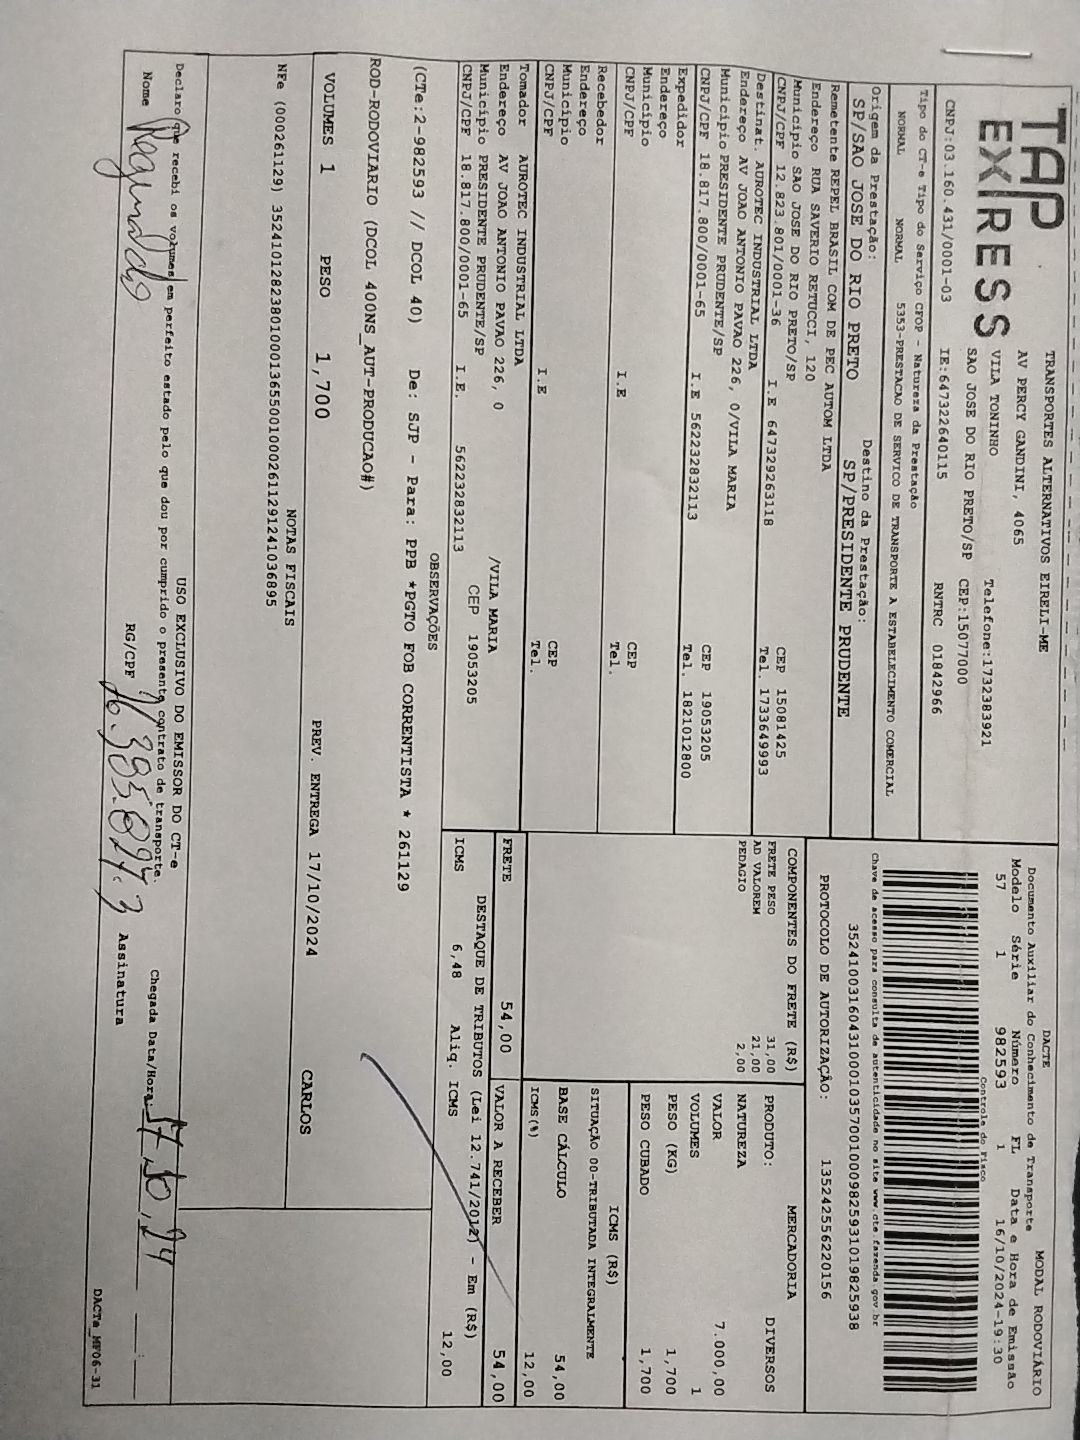 TAP EXPRESS
TRANSPORTES ALTERNATIVOS EIRELI-ME
AV PERCY GANDINI, 4065
VILA TONINHO Telefone:1732383921
SAO JOSE DO RIO PRETO/SP CEP:15077000
CNPJ:03.160.431/0001-03 IE:647322640115 RNTRC 01842966
DACTE MODAL RODOVIÁRIO
Documento Auxiliar do Conhecimento de Transporte
Modelo Série Número FL Data e Hora de Emissão
57 1 982593 1 16/10/2024-19:30
Controle do Fisco
Tipo do CT-e Tipo do Serviço CFOP - Natureza da Prestação
NORMAL NORMAL 5353-PRESTACAO DE SERVICO DE TRANSPORTE A ESTABELECIMENTO COMERCIAL
Chave de acesso para consulta de autenticidade no site www.cte.fazenda.gov.br
35241003160431000103570010009825931019825938
Origem da Prestação: Destino da Prestação:
SP/SAO JOSE DO RIO PRETO SP/PRESIDENTE PRUDENTE
PROTOCOLO DE AUTORIZAÇÃO: 135242556220156
Remetente REPEL BRASIL COM DE PEC AUTOM LTDA
Endereço RUA SAVERIO RETUCCI, 120
Município SAO JOSE DO RIO PRETO/SP CEP 15081425
CNPJ/CPF 12.823.801/0001-36 I.E 647329263118 Tel. 1733649993
Destinat. AUROTEC INDUSTRIAL LTDA
Endereço AV JOAO ANTONIO PAVAO 226, 0/VILA MARIA
Município PRESIDENTE PRUDENTE/SP CEP 19053205
CNPJ/CPF 18.817.800/0001-65 I.E 562232832113 Tel. 1821012800
Expedidor
Endereço
Município CEP
CNPJ/CPF I.E Tel.
Recebedor
Endereço
Município CEP
CNPJ/CPF I.E Tel.
Tomador AUROTEC INDUSTRIAL LTDA
Endereço AV JOAO ANTONIO PAVAO 226, 0 /VILA MARIA
Município PRESIDENTE PRUDENTE/SP CEP 19053205
CNPJ/CPF 18.817.800/0001-65 I.E. 562232832113
COMPONENTES DO FRETE (R$)
FRETE PESO 31,00
AD VALOREM 21,00
PEDAGIO 2,00
MERCADORIA
PRODUTO: DIVERSOS
NATUREZA
VALOR 7.000,00
VOLUMES 1
PESO (KG) 1,700
PESO CUBADO 1,700
ICMS (R$)
SITUAÇÃO 00-TRIBUTADA INTEGRALMENTE
BASE CÁLCULO 54,00
ICMS (%) 12,00
FRETE 54,00 VALOR A RECEBER 54,00
DESTAQUE DE TRIBUTOS (Lei 12.741/2012) - Em (R$)
ICMS 6,48 Aliq. ICMS 12,00
OBSERVAÇÕES
(CTe:2-982593 // DCOL 40) De: SJP - Para: PPB *PGTO FOB CORRENTISTA * 261129
ROD-RODOVIARIO (DCOL 400NS_AUT-PRODUCAO#)
VOLUMES 1 PESO 1,700 PREV. ENTREGA 17/10/2024 CARLOS
NOTAS FISCAIS
NFe (000261129) 35241012823801000136550010002611291241036895
USO EXCLUSIVO DO EMISSOR DO CT-e
Declaro que recebi os volumes em perfeito estado pelo que dou por cumprido o presente contrato de transporte.
Chegada Data/Hora:
Nome Reginaldo RG/CPF Assinatura
DACTe_MF06-31